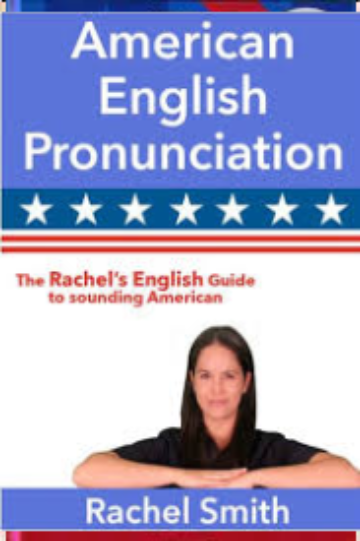 American
English
Pronunciation
The Rachel's English Guide
to sounding American
Rachel Smith